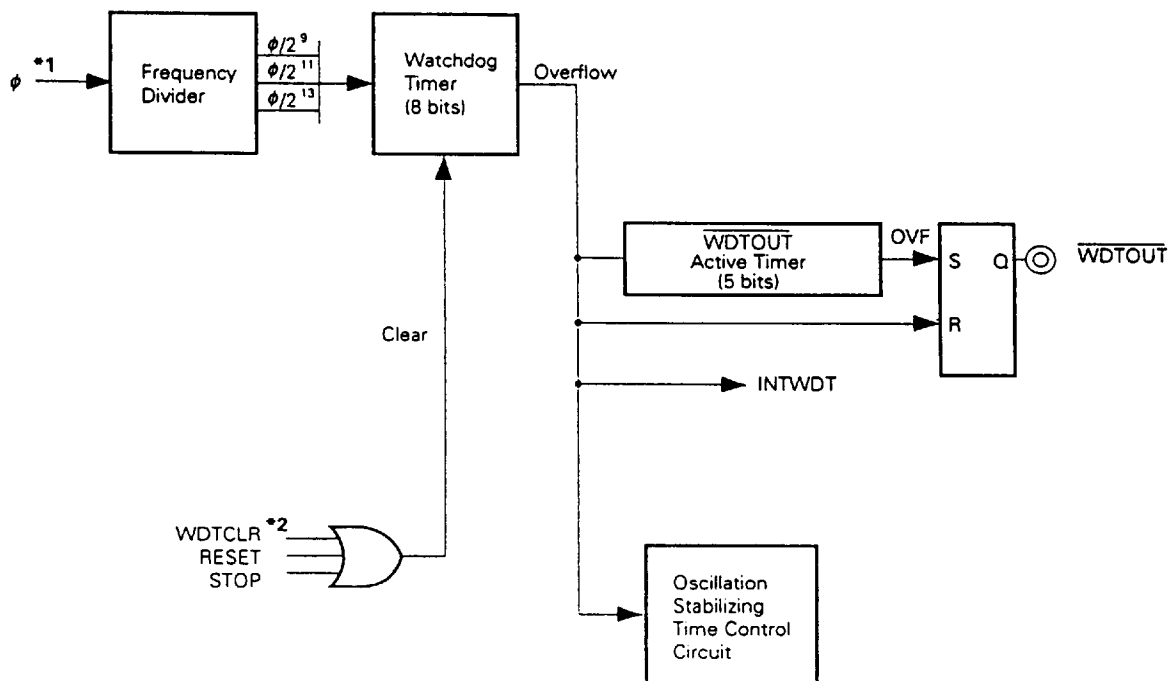 ϕ *1
Frequency
Divider
ϕ/2⁹
ϕ/2¹¹
ϕ/2¹³
Watchdog
Timer
(8 bits)
Overflow
WDTOUT
Active Timer
(5 bits)
OVF
S Q
R
WDTOUT
Clear
INTWDT
WDTCLR *2
RESET
STOP
Oscillation
Stabilizing
Time Control
Circuit